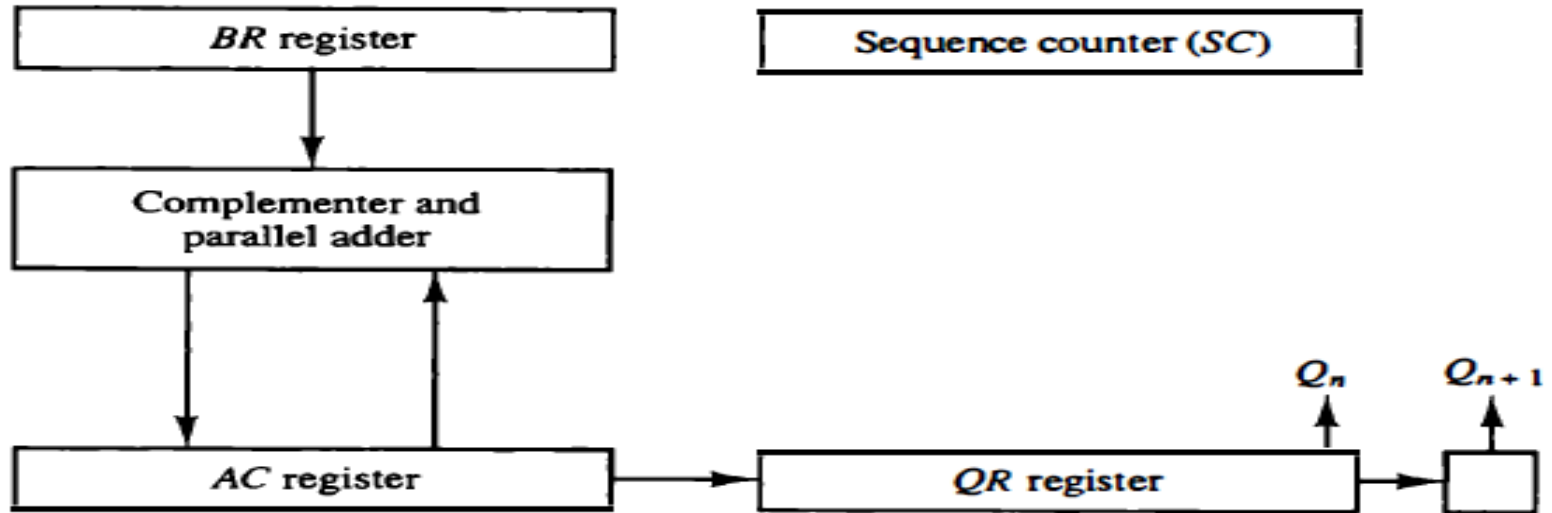 BR register
Sequence counter (SC)
Complementer and
parallel adder
Qn
Qn + 1
AC register
QR register